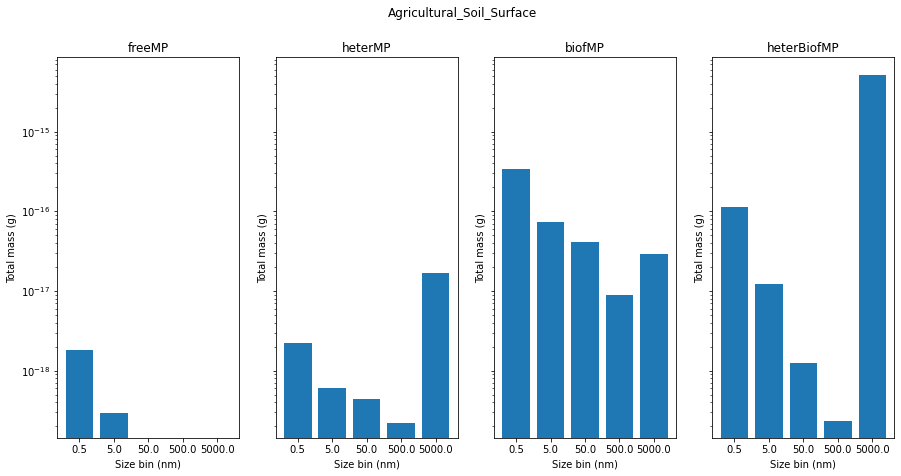 Agricultural_Soil_Surface
freeMP
heterMP
biofMP
heterBiofMP
Total mass (g)
10⁻¹⁵
10⁻¹⁶
10⁻¹⁷
10⁻¹⁸
Total mass (g)
Total mass (g)
Total mass (g)
0.5 5.0 50.0 500.0 5000.0
0.5 5.0 50.0 500.0 5000.0
0.5 5.0 50.0 500.0 5000.0
0.5 5.0 50.0 500.0 5000.0
Size bin (nm)
Size bin (nm)
Size bin (nm)
Size bin (nm)